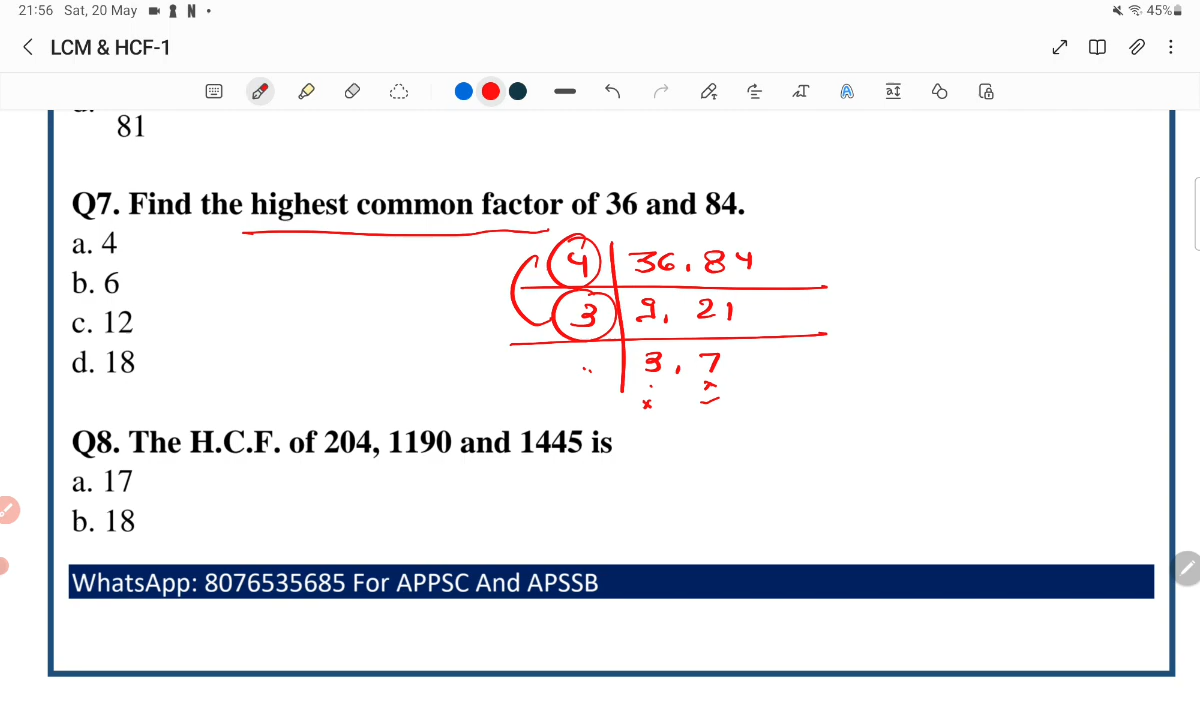 21:56 Sat, 20 May N 45%
LCM & HCF-1
81
Q7. Find the highest common factor of 36 and 84.
a. 4
b. 6
c. 12
d. 18
4 36, 84
3 9, 21
3, 7
Q8. The H.C.F. of 204, 1190 and 1445 is
a. 17
b. 18
WhatsApp: 8076535685 For APPSC And APSSB